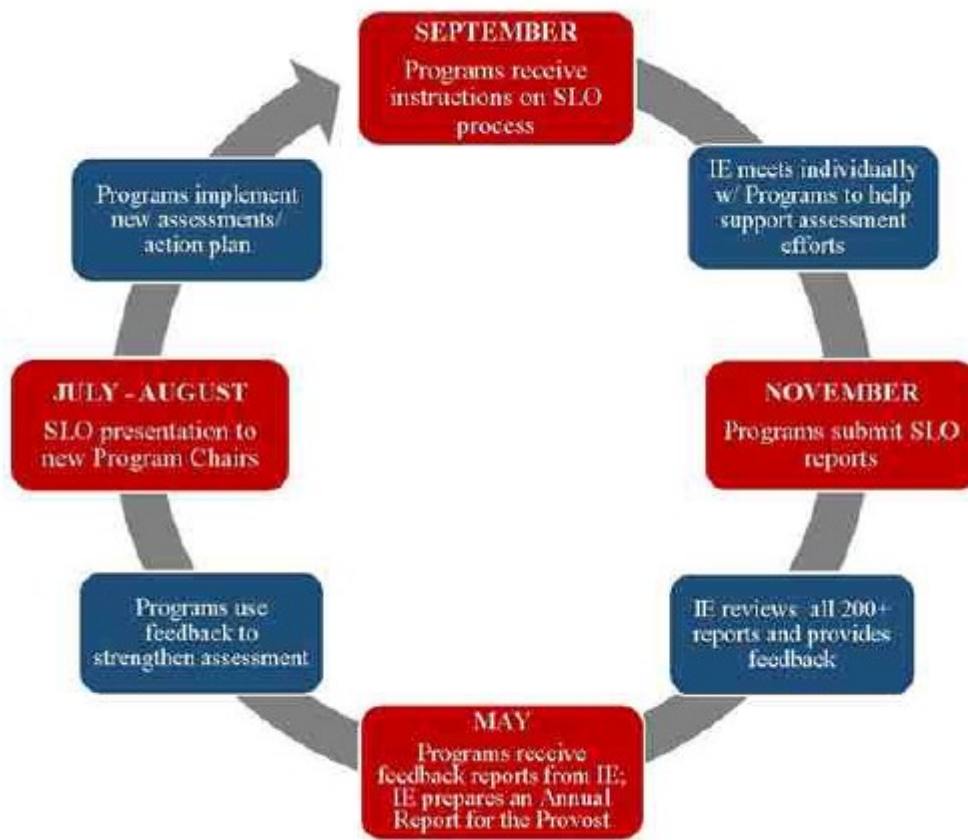 SEPTEMBER
Programs receive
instructions on SLO
process
IE meets individually
w/ Programs to help
support assessment
efforts
NOVEMBER
Programs submit SLO
reports
IE reviews all 200+
reports and provides
feedback
MAY
Programs receive
feedback reports from IE;
IE prepares an Annual
Report for the Provost
Programs use
feedback to
strengthen assessment
JULY - AUGUST
SLO presentation to
new Program Chairs
Programs implement
new assessments/
action plan